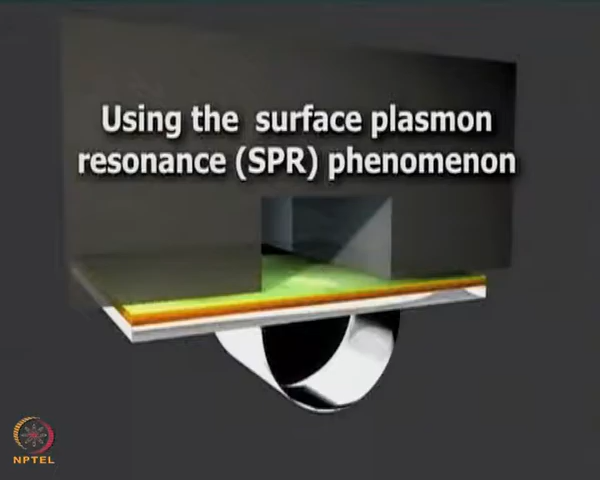 Using the surface plasmon
resonance (SPR) phenomenon
NPTEL